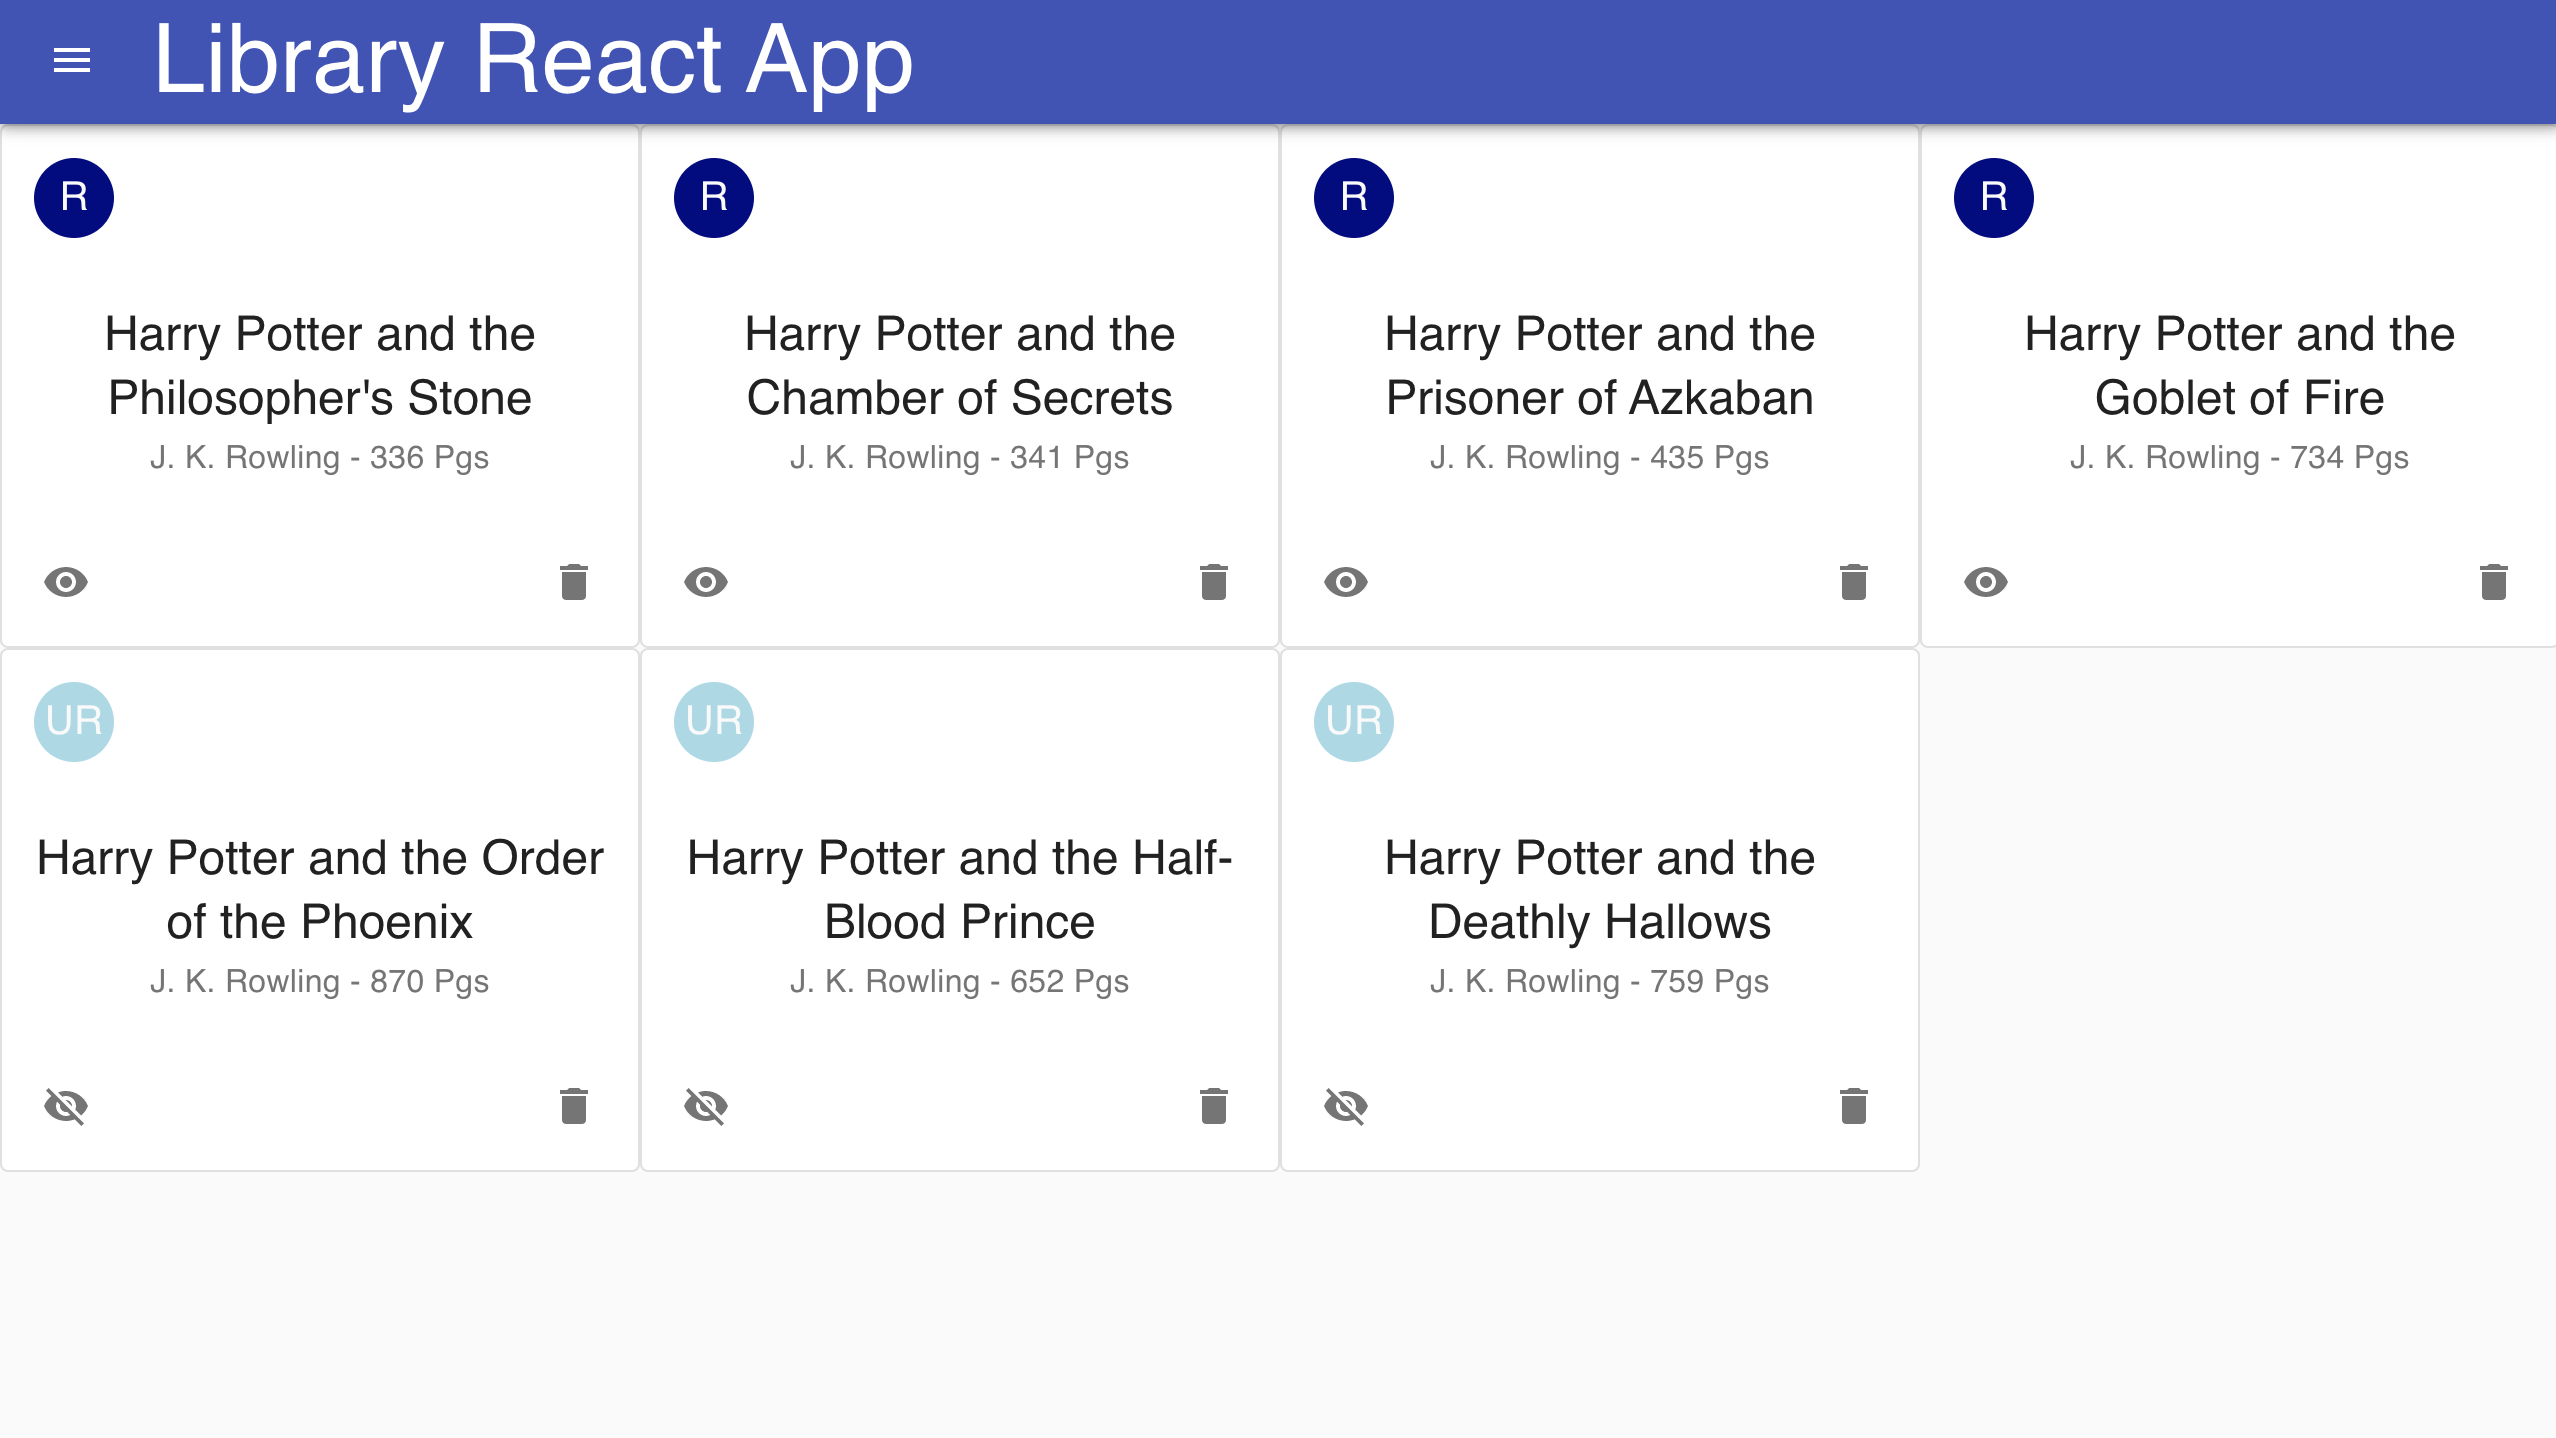 Library React App
R
Harry Potter and the
Philosopher's Stone
J. K. Rowling - 336 Pgs
R
Harry Potter and the
Chamber of Secrets
J. K. Rowling - 341 Pgs
R
Harry Potter and the
Prisoner of Azkaban
J. K. Rowling - 435 Pgs
R
Harry Potter and the
Goblet of Fire
J. K. Rowling - 734 Pgs
UR
Harry Potter and the Order
of the Phoenix
J. K. Rowling - 870 Pgs
UR
Harry Potter and the Half-
Blood Prince
J. K. Rowling - 652 Pgs
UR
Harry Potter and the
Deathly Hallows
J. K. Rowling - 759 Pgs